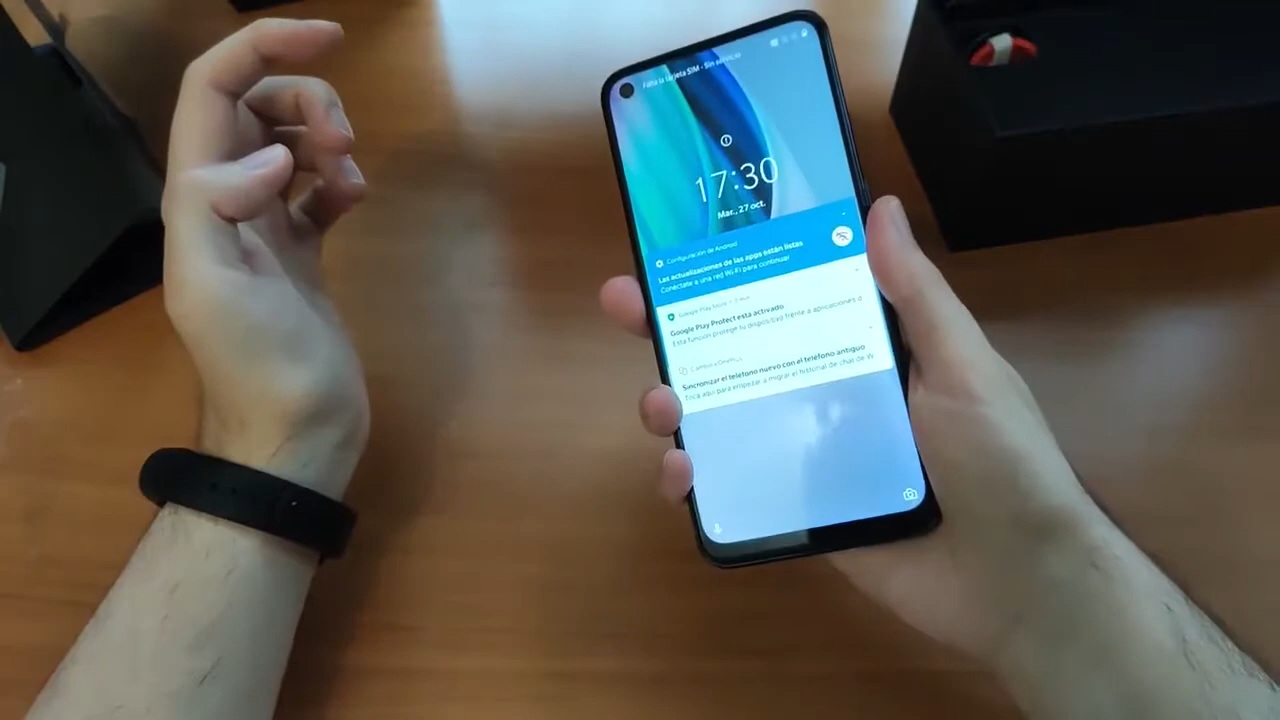 Falta la tarjeta SIM - Sin servicio
17:30
Mar., 27 oct.
Configuración de Android
Las actualizaciones de las apps están listas
Conéctate a una red Wi-Fi para continuar
Google Play Store
Google Play Protect está activado
Esta función protege tu dispositivo frente a aplicaciones d
Cambio a OnePlus
Sincronizar el teléfono nuevo con el teléfono antiguo
Toca aquí para empezar a migrar el historial de chat de W